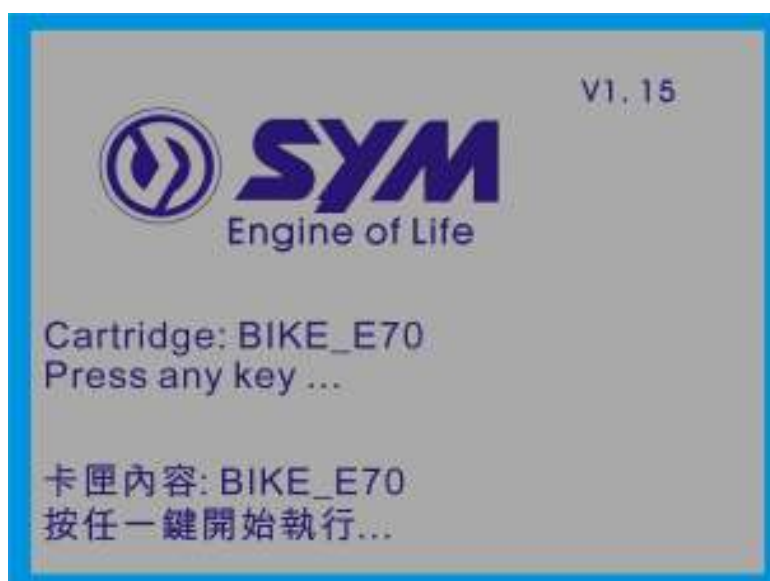 V1.15
SYM
Engine of Life
Cartridge: BIKE_E70
Press any key ...
卡匣內容: BIKE_E70
按任一鍵開始執行...